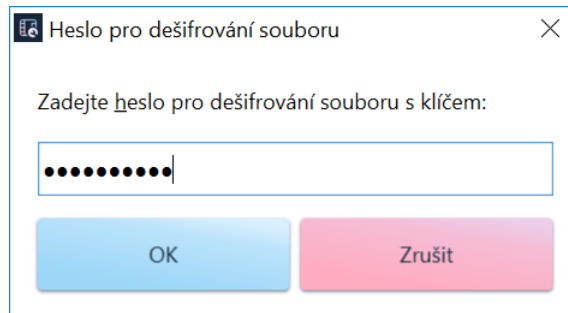 Heslo pro dešifrování souboru
Zadejte heslo pro dešifrování souboru s klíčem:
••••••••••
OK
Zrušit